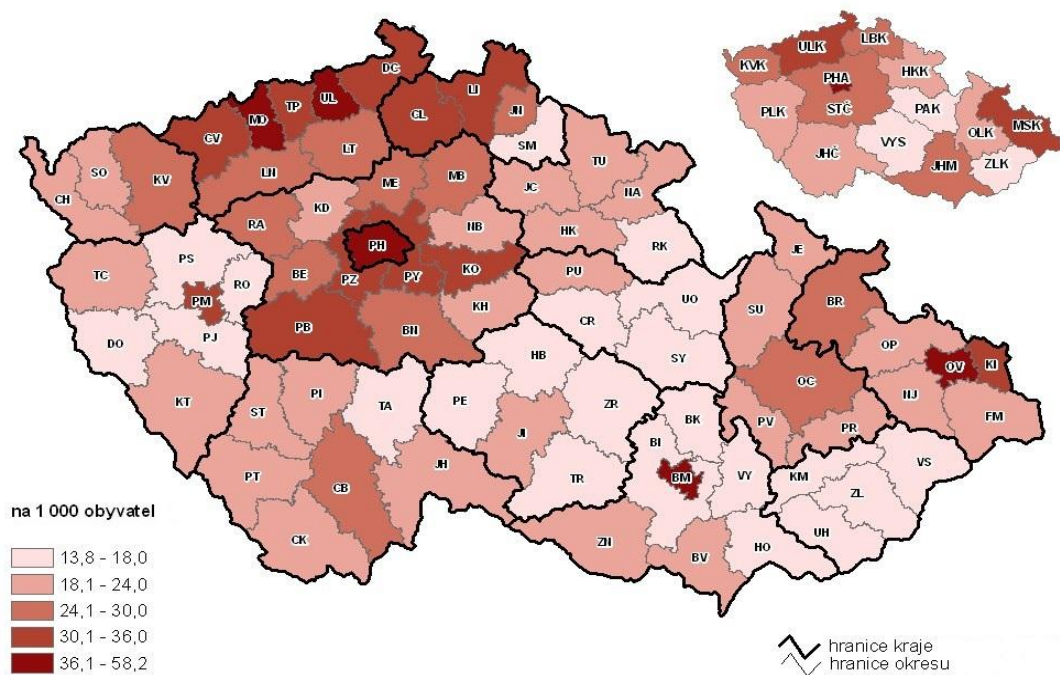 DC
UL
LI
TP
MO
CL
JN
CV
LT
SM
LN
TU
SO
KV
ME
MB
JC
NA
CH
RA
KD
NB
HK
PH
RK
PS
TC
BE
PZ
PY
KO
JE
RO
PU
PM
KH
UO
BR
PB
BN
CR
SU
DO
PJ
SY
OP
HB
OV
KI
OC
KT
ST
PI
TA
PE
ZR
NJ
FM
JI
BK
PV
PR
BI
JH
VS
PT
CB
TR
BM
VY
KM
ZL
CK
ZN
BV
HO
UH
ULK
LBK
KVK
HKK
PHA
STČ
PAK
PLK
MSK
OLK
VYS
JHČ
JHM
ZLK
na 1 000 obyvatel
13,8 - 18,0
18,1 - 24,0
24,1 - 30,0
30,1 - 36,0
36,1 - 58,2
hranice kraje
hranice okresu